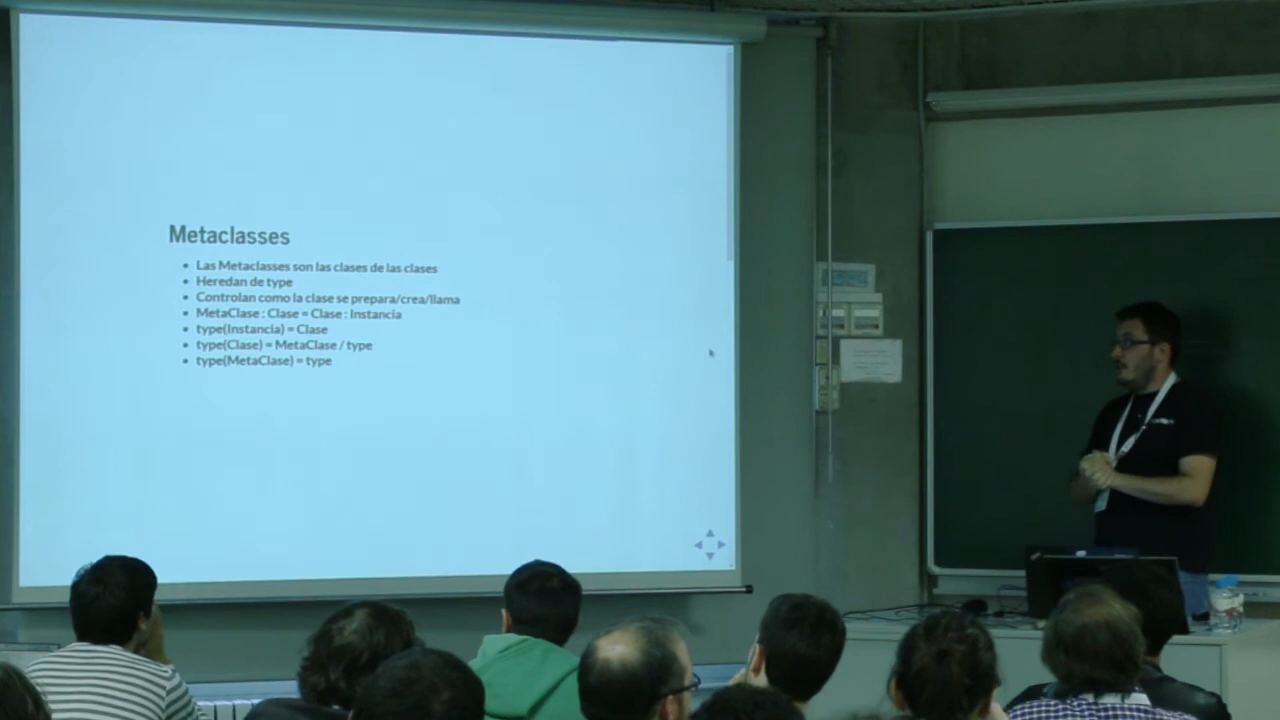 Metaclasses
Las Metaclasses son las clases de las clases
Heredan de type
Controlan como la clase se prepara/crea/llama
MetaClase : Clase = Clase : Instancia
type(Instancia) = Clase
type(Clase) = MetaClase / type
type(MetaClase) = type